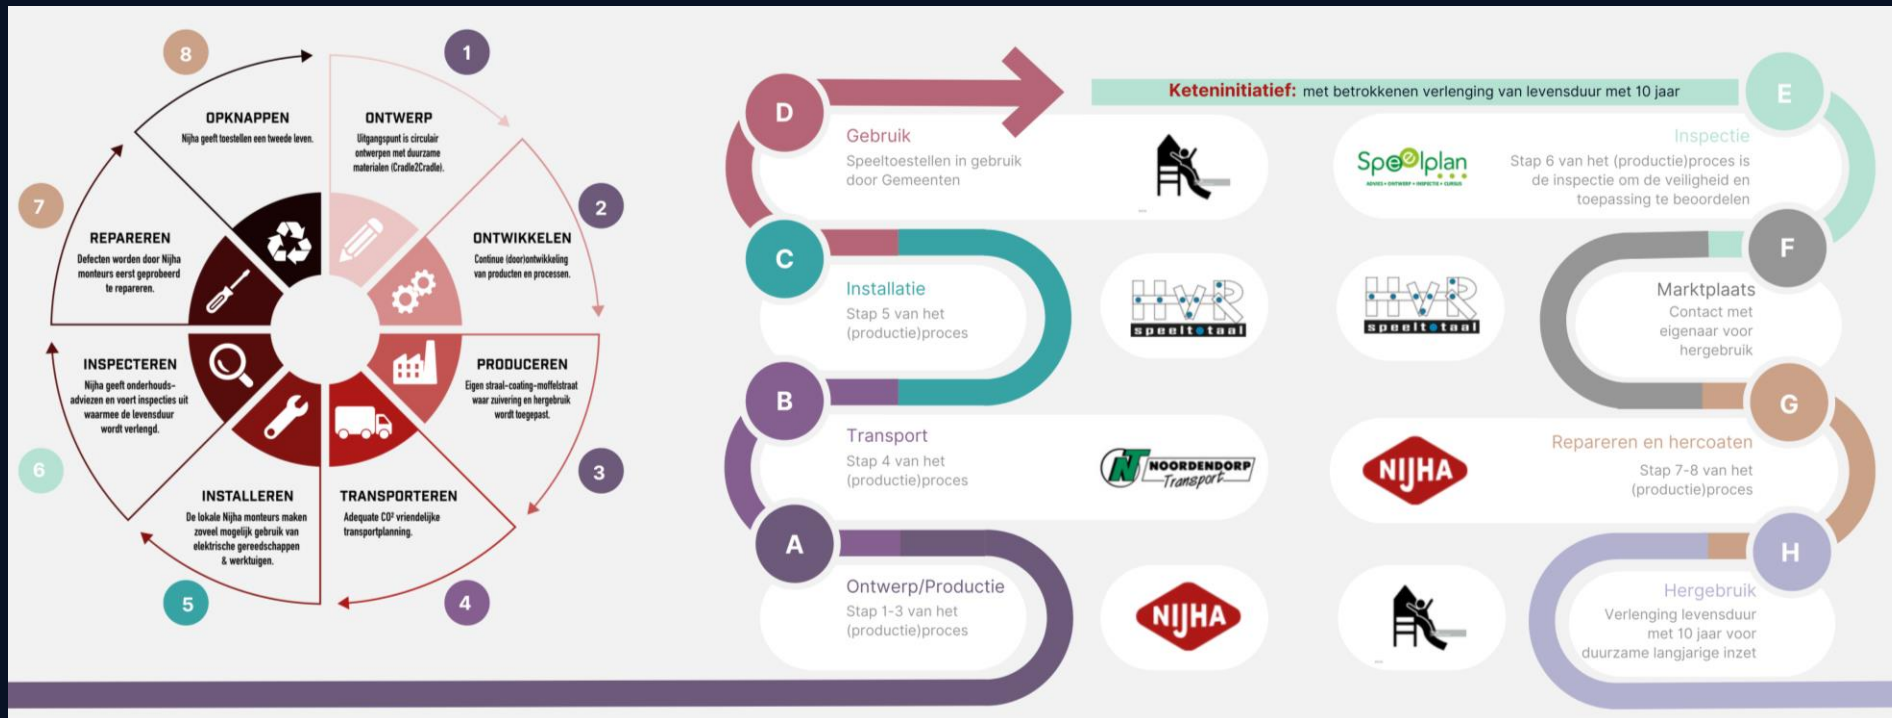 1
ONTWERP
Uitgangspunt is circulair
ontwerpen met duurzame
materialen (Cradle2Cradle).
2
ONTWIKKELEN
Continue (door)ontwikkeling
van producten en processen.
3
PRODUCEREN
Eigen straal-coating-moffelstraat
waar zuivering en hergebruik
wordt toegepast.
4
TRANSPORTEREN
Adequate CO² vriendelijke
transportplanning.
5
INSTALLEREN
De lokale Nijha monteurs maken
zoveel mogelijk gebruik van
elektrische gereedschappen
& werktuigen.
6
INSPECTEREN
Nijha geeft onderhouds-
adviezen en voert inspecties uit
waarmee de levensduur
wordt verlengd.
7
REPAREREN
Defecten worden door Nijha
monteurs eerst geprobeerd
te repareren.
8
OPKNAPPEN
Nijha geeft toestellen een tweede leven.
D
Gebruik
Speeltoestellen in gebruik
door Gemeenten
C
Installatie
Stap 5 van het
(productie)proces
HVR
speeltotaal
B
Transport
Stap 4 van het
(productie)proces
NT NOORDENDORP
Transport
A
Ontwerp/Productie
Stap 1-3 van het
(productie)proces
NIJHA
Keteninitiatief: met betrokkenen verlenging van levensduur met 10 jaar
E
Speelplan
ADVIES • ONTWERP • INSPECTIE • CURSUS
Inspectie
Stap 6 van het (productie)proces is
de inspectie om de veiligheid en
toepassing te beoordelen
F
HVR
speeltotaal
Marktplaats
Contact met
eigenaar voor
hergebruik
G
NIJHA
Repareren en hercoaten
Stap 7-8 van het
(productie)proces
H
Hergebruik
Verlenging levensduur
met 10 jaar voor
duurzame langjarige inzet